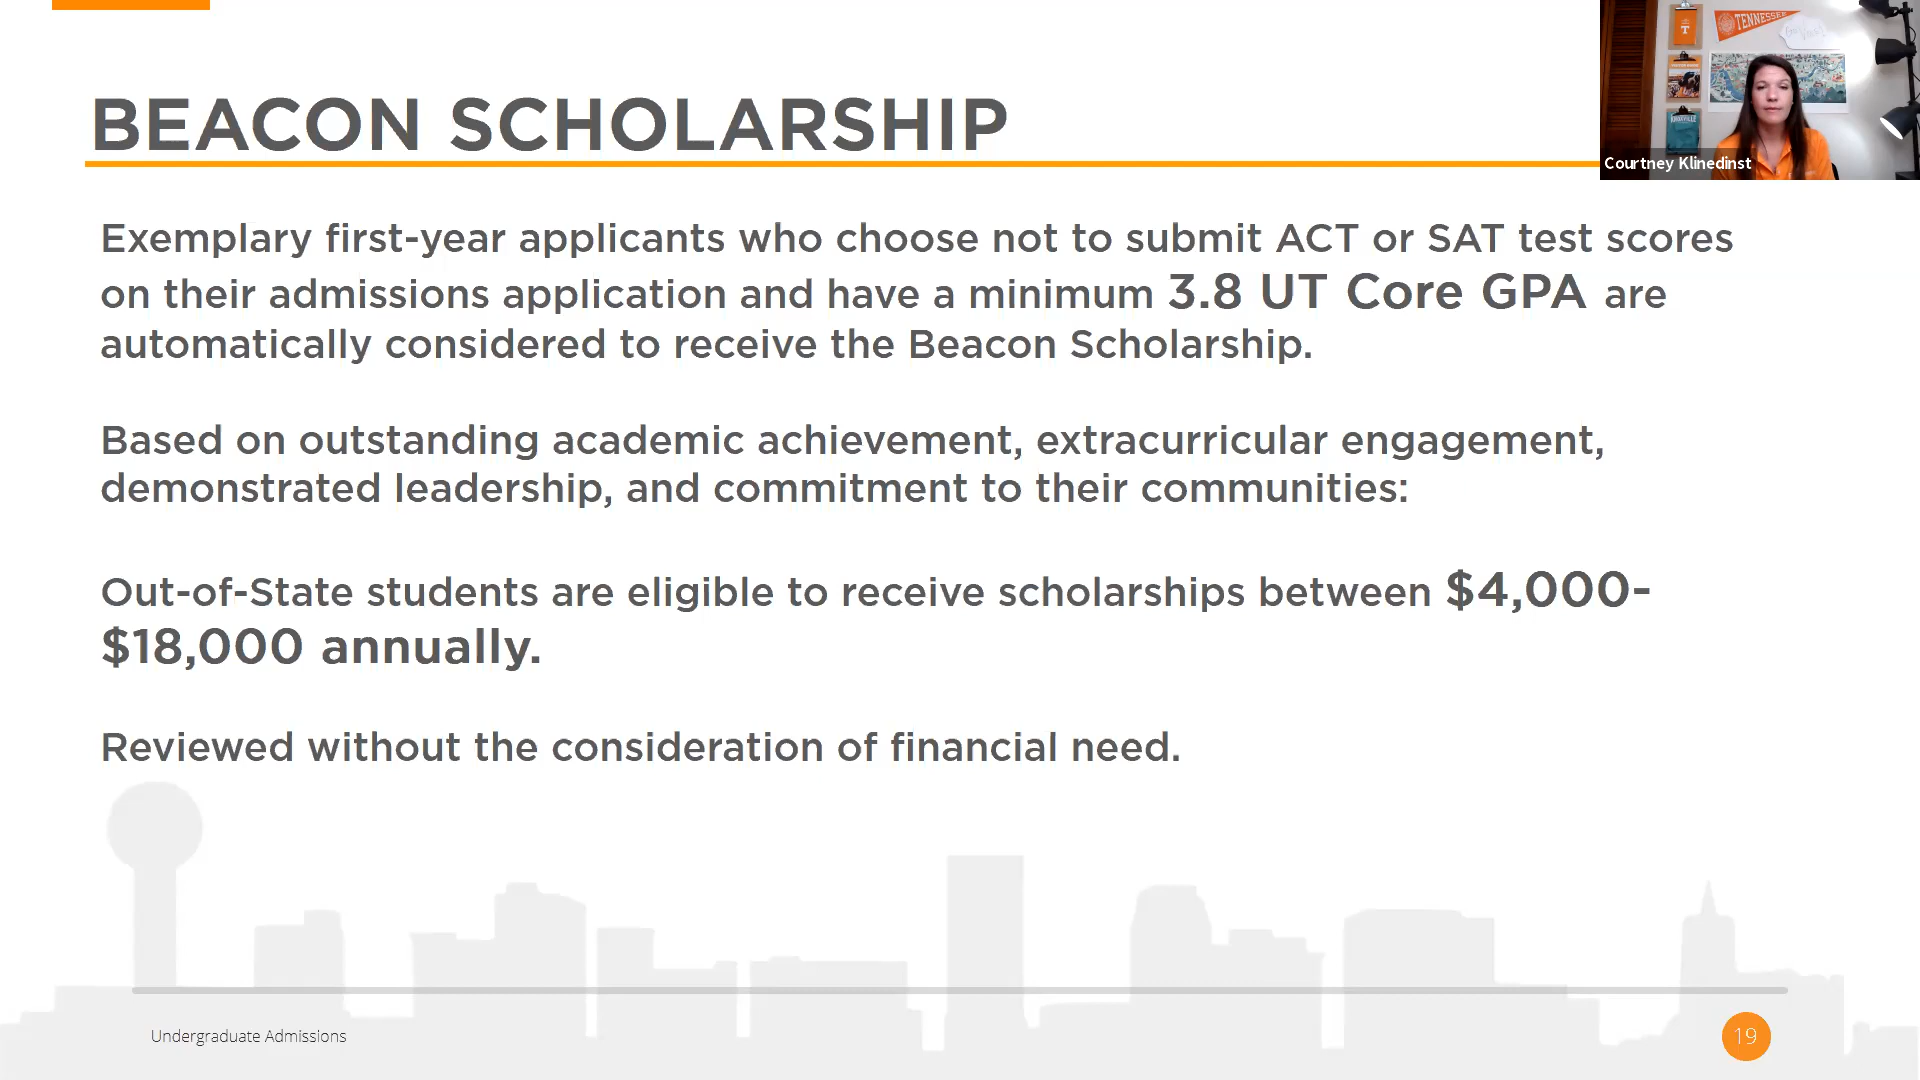 BEACON SCHOLARSHIP
TENNESSEE
T
KNOXVILLE
Courtney Klinedinst
Exemplary first-year applicants who choose not to submit ACT or SAT test scores
on their admissions application and have a minimum 3.8 UT Core GPA are
automatically considered to receive the Beacon Scholarship.
Based on outstanding academic achievement, extracurricular engagement,
demonstrated leadership, and commitment to their communities:
Out-of-State students are eligible to receive scholarships between $4,000-
$18,000 annually.
Reviewed without the consideration of financial need.
Undergraduate Admissions
19